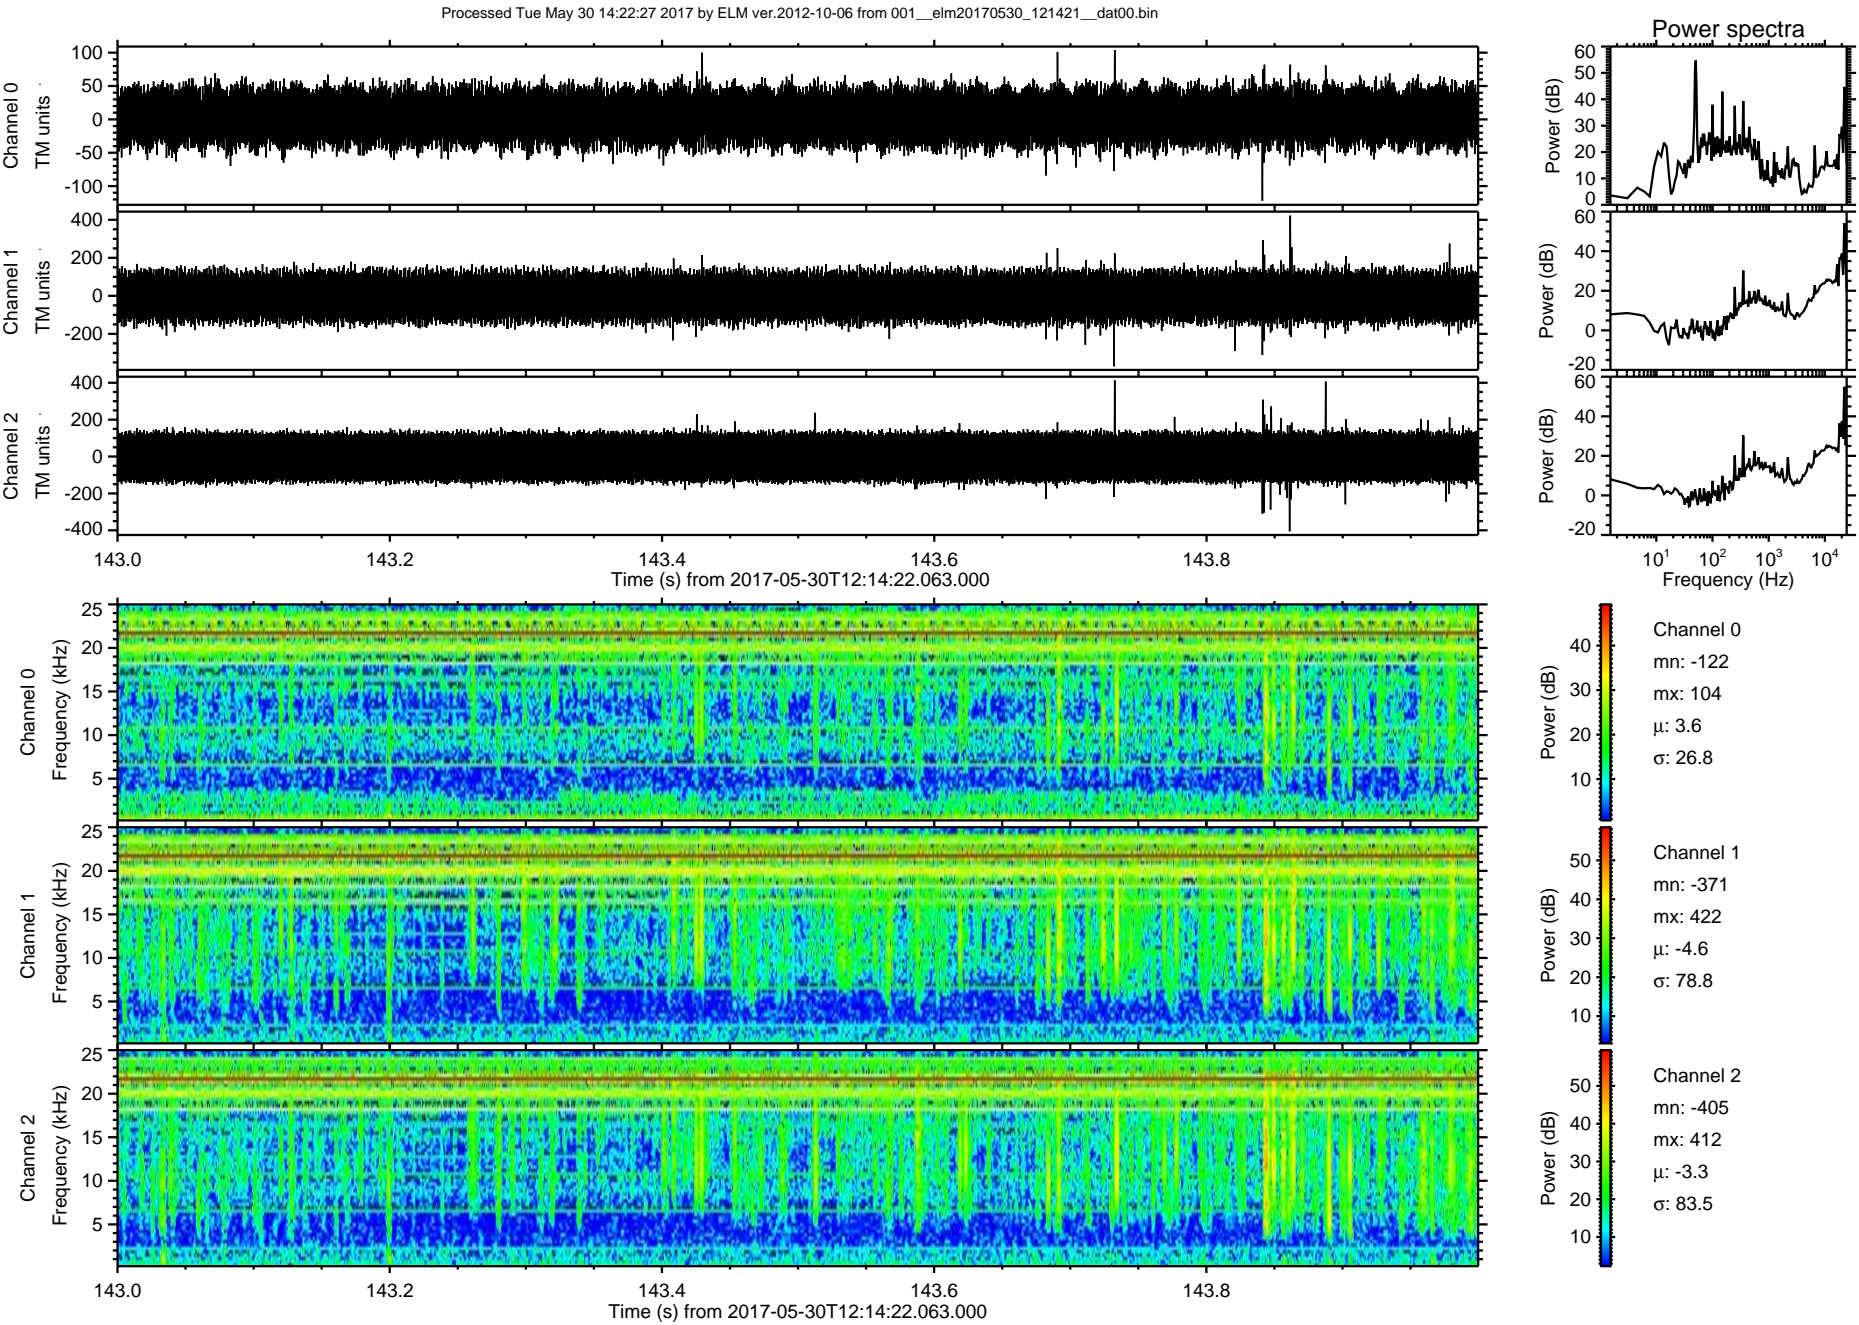 Processed Tue May 30 14:22:27 2017 by ELM ver.2012-10-06 from 001__elm20170530_121421__dat00.bin
Power spectra
Channel 0
TM units
100
50
0
-50
-100
Power (dB)
60
50
40
30
20
10
0
Channel 1
TM units
400
200
0
-200
Power (dB)
60
40
20
0
-20
Channel 2
TM units
400
200
0
-200
-400
Power (dB)
60
40
20
0
-20
143.0 143.2 143.4 143.6 143.8
Time (s) from 2017-05-30T12:14:22.063.000
10^1 10^2 10^3 10^4
Frequency (Hz)
Channel 0
Frequency (kHz)
25
20
15
10
5
Power (dB)
40
30
20
10
Channel 0
mn: -122
mx: 104
μ: 3.6
σ: 26.8
Channel 1
Frequency (kHz)
25
20
15
10
5
Power (dB)
50
40
30
20
10
Channel 1
mn: -371
mx: 422
μ: -4.6
σ: 78.8
Channel 2
Frequency (kHz)
25
20
15
10
5
Power (dB)
50
40
30
20
10
Channel 2
mn: -405
mx: 412
μ: -3.3
σ: 83.5
143.0 143.2 143.4 143.6 143.8
Time (s) from 2017-05-30T12:14:22.063.000